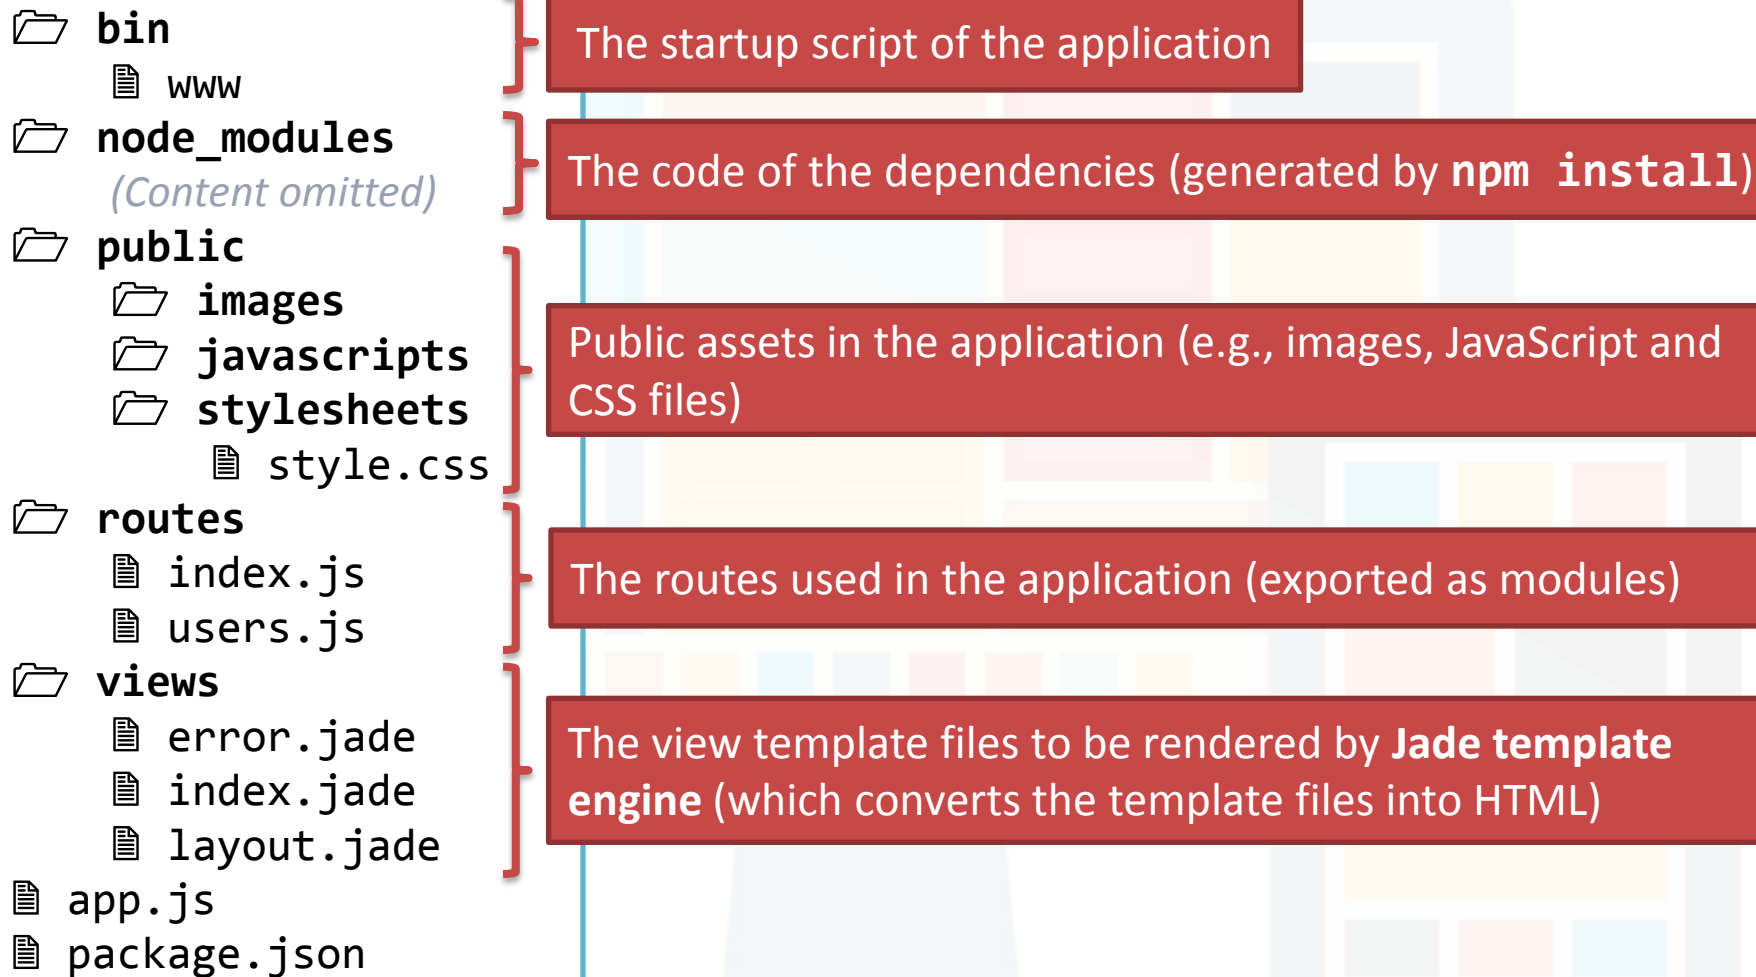 bin
The startup script of the application
www
node_modules
(Content omitted)
The code of the dependencies (generated by npm install)
public
images
javascripts
stylesheets
style.css
Public assets in the application (e.g., images, JavaScript and
CSS files)
routes
index.js
users.js
The routes used in the application (exported as modules)
views
error.jade
index.jade
layout.jade
The view template files to be rendered by Jade template
engine (which converts the template files into HTML)
app.js
package.json